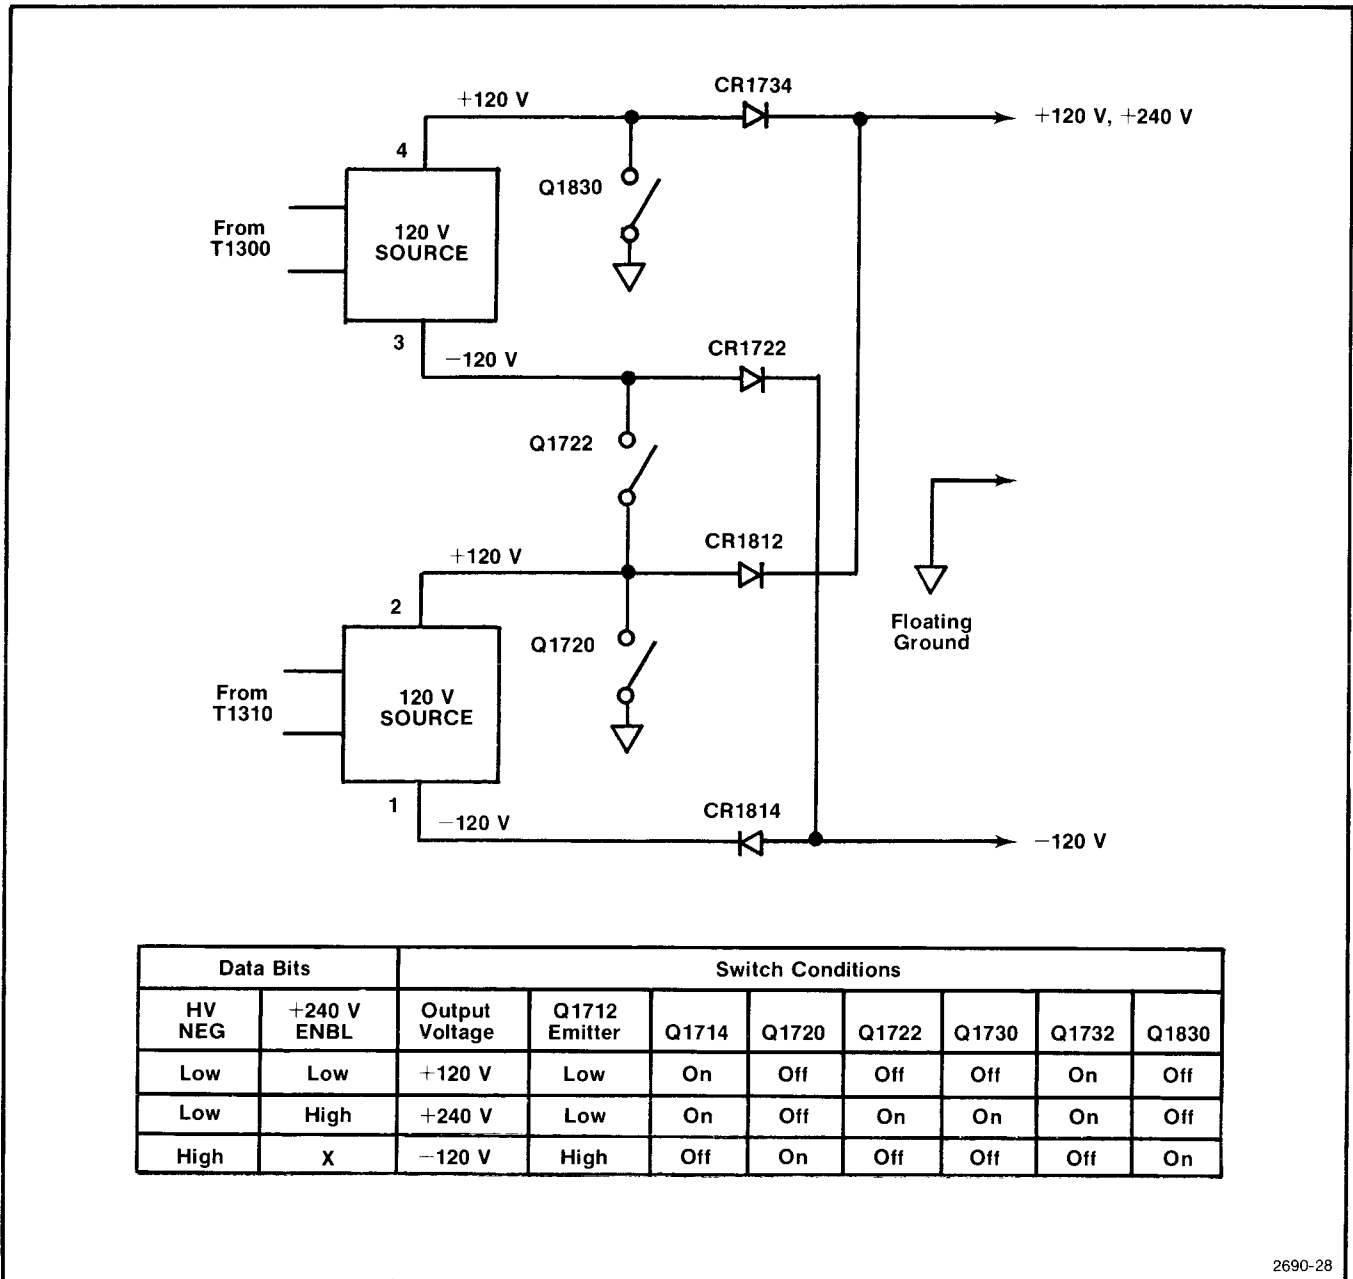 CR1734
+120 V
+120 V, +240 V
4
Q1830
From
T1300
120 V
SOURCE
3
−120 V
CR1722
Q1722
+120 V
CR1812
2
Q1720
Floating
Ground
From
T1310
120 V
SOURCE
1
−120 V
CR1814
−120 V
Data Bits Switch Conditions
HV NEG +240 V ENBL Output Voltage Q1712 Emitter Q1714 Q1720 Q1722 Q1730 Q1732 Q1830
Low Low +120 V Low On Off Off Off On Off
Low High +240 V Low On Off On On On Off
High X −120 V High Off On Off Off Off On
2690-28